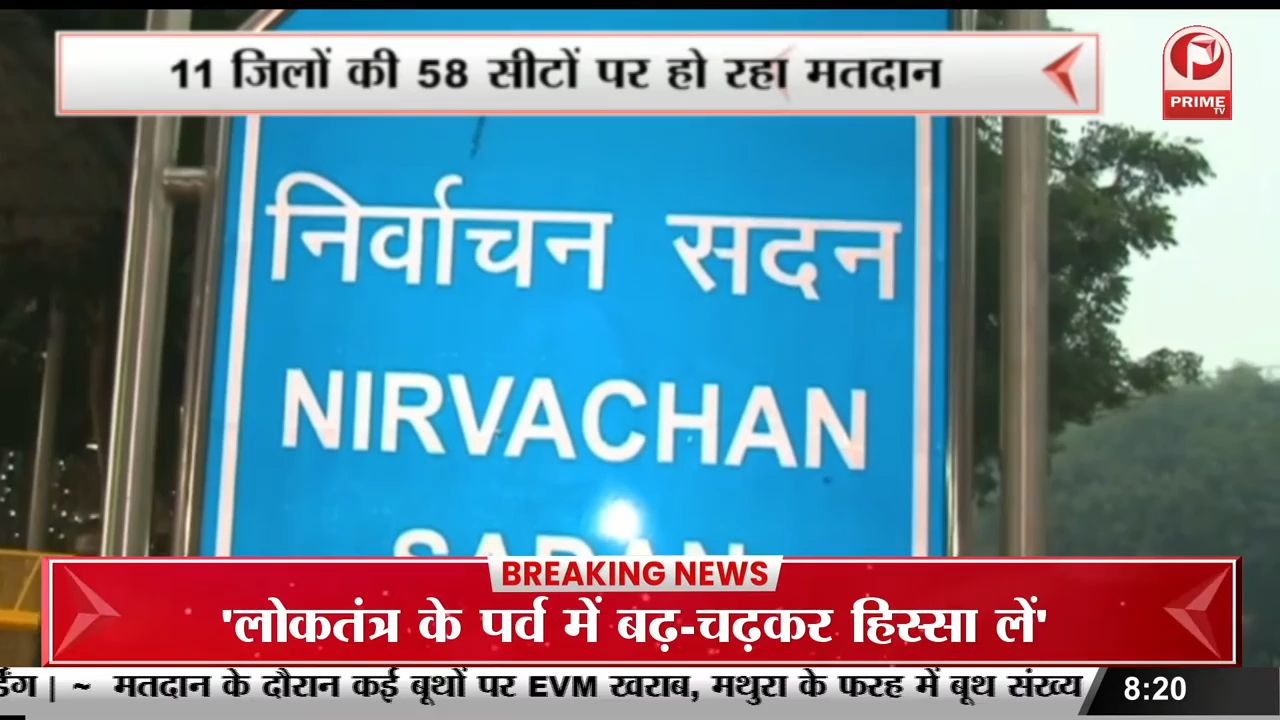 11 जिलों की 58 सीटों पर हो रहा मतदान
PRIME
TV
निर्वाचन सदन
NIRVACHAN
SADAN
BREAKING NEWS
'लोकतंत्र के पर्व में बढ़-चढ़कर हिस्सा लें'
| ~ मतदान के दौरान कई बूथों पर EVM खराब, मथुरा के फरह में बूथ संख्य
8:20